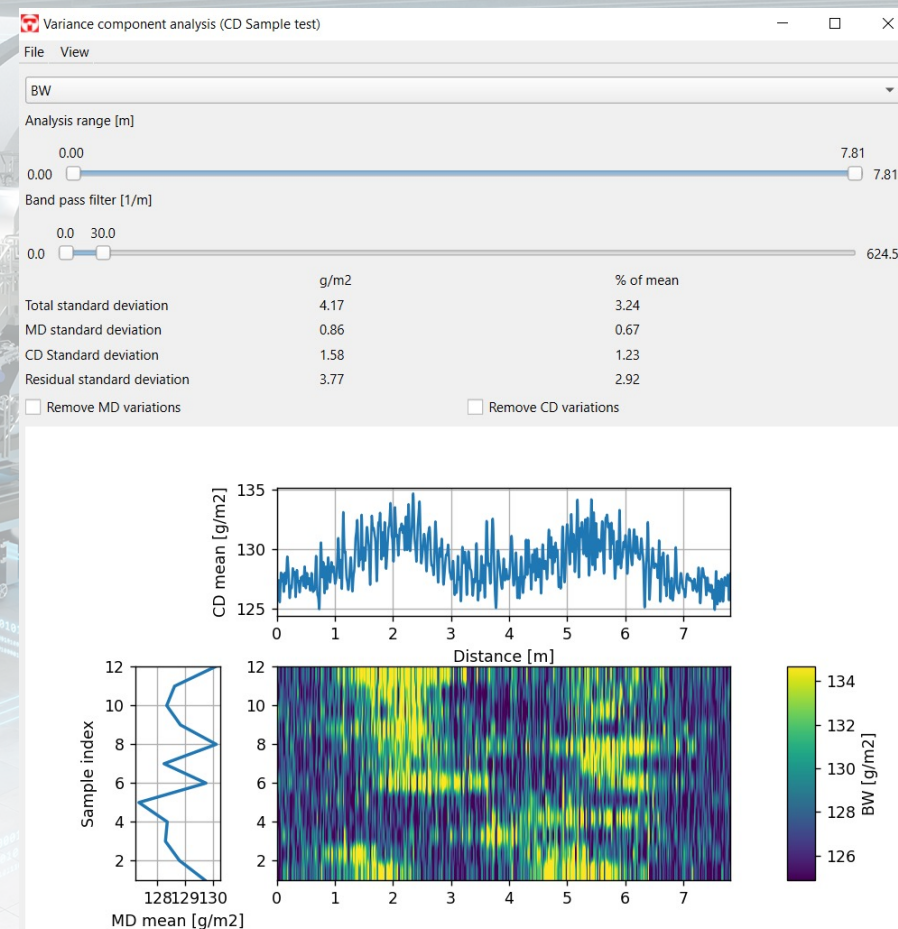 Variance component analysis (CD Sample test)
File View
BW
Analysis range [m]
0.00 7.81
0.00 7.81
Band pass filter [1/m]
0.0 30.0
0.0 624.5
g/m2 % of mean
Total standard deviation 4.17 3.24
MD standard deviation 0.86 0.67
CD Standard deviation 1.58 1.23
Residual standard deviation 3.77 2.92
Remove MD variations Remove CD variations
CD mean [g/m2]
135
130
125
0 1 2 3 4 5 6 7
Distance [m]
Sample index
12
10
8
6
4
2
128 129 130
MD mean [g/m2]
12
10
8
6
4
2
0 1 2 3 4 5 6 7
134
132
130
128
126
BW [g/m2]